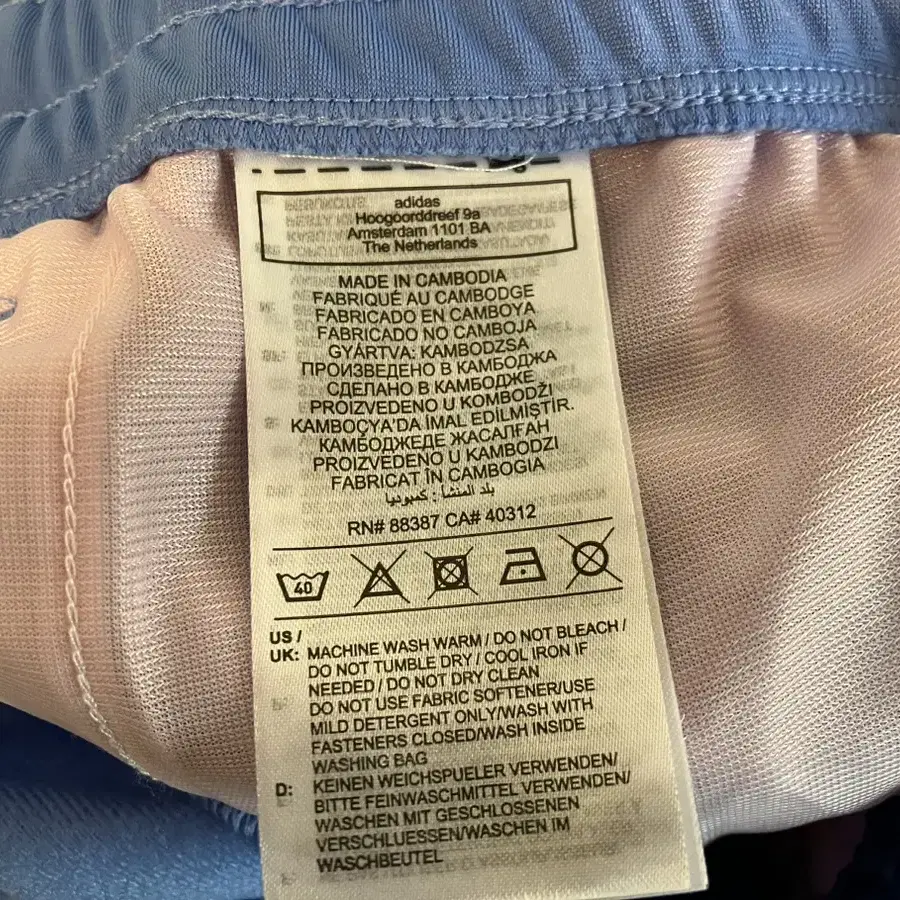 adidas
Hoogoorddreef 9a
Amsterdam 1101 BA
The Netherlands
MADE IN CAMBODIA
FABRIQUÉ AU CAMBODGE
FABRICADO EN CAMBOYA
FABRICADO NO CAMBOJA
GYÁRTVA: KAMBODZSA
ПРОИЗВЕДЕНО В КАМБОДЖА
СДЕЛАНО В КАМБОДЖЕ
PROIZVEDENO U KOMBODŽI
KAMBOÇYA'DA İMAL EDİLMİŞTİR.
КАМБОДЖЕДЕ ЖАСАЛҒАН
PROIZVEDENO U KAMBODZI
FABRICAT ÎN CAMBOGIA
بلد المنشأ : كمبوديا
RN# 88387 CA# 40312
40
US /
UK: MACHINE WASH WARM / DO NOT BLEACH /
DO NOT TUMBLE DRY / COOL IRON IF
NEEDED / DO NOT DRY CLEAN
DO NOT USE FABRIC SOFTENER/USE
MILD DETERGENT ONLY/WASH WITH
FASTENERS CLOSED/WASH INSIDE
WASHING BAG
D: KEINEN WEICHSPUELER VERWENDEN/
BITTE FEINWASCHMITTEL VERWENDEN/
WASCHEN MIT GESCHLOSSENEN
VERSCHLUESSEN/WASCHEN IM
WASCHBEUTEL